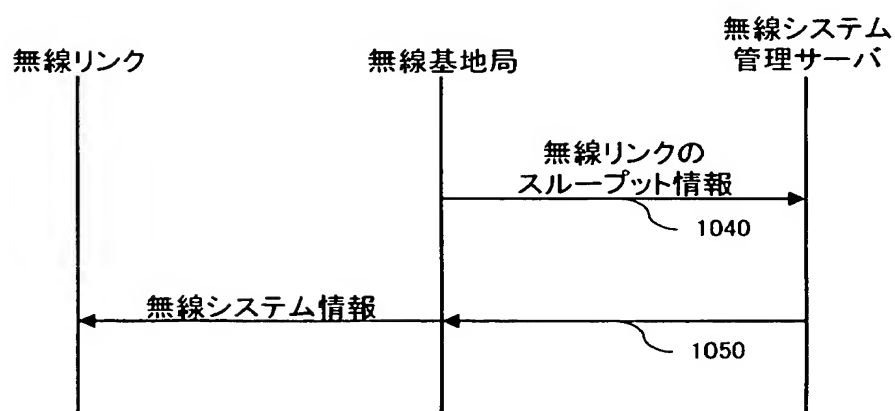 無線リンク
無線基地局
無線システム
管理サーバ
無線リンクの
スループット情報
1040
無線システム情報
1050